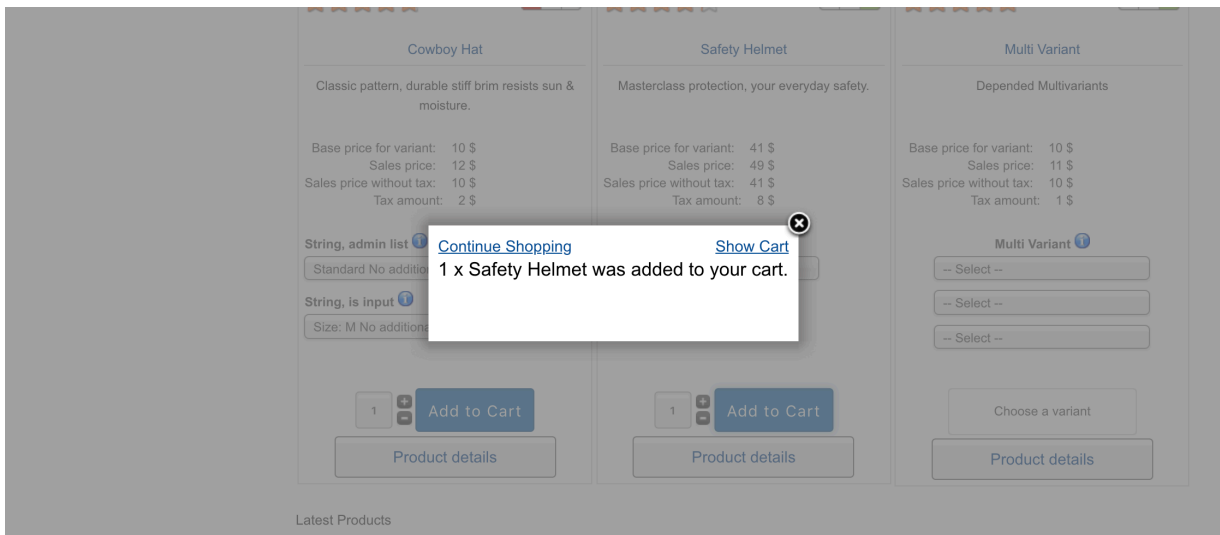 Cowboy Hat
Safety Helmet
Multi Variant
Classic pattern, durable stiff brim resists sun &
moisture.
Masterclass protection, your everyday safety.
Depended Multivariants
Base price for variant: 10 $
Sales price: 12 $
Sales price without tax: 10 $
Tax amount: 2 $
Base price for variant: 41 $
Sales price: 49 $
Sales price without tax: 41 $
Tax amount: 8 $
Base price for variant: 10 $
Sales price: 11 $
Sales price without tax: 10 $
Tax amount: 1 $
String, admin list
Standard No additio
String, is input
Size: M No additiona
Continue Shopping
Show Cart
1 x Safety Helmet was added to your cart.
Multi Variant
-- Select --
-- Select --
-- Select --
1
Add to Cart
Product details
1
Add to Cart
Product details
Choose a variant
Product details
Latest Products